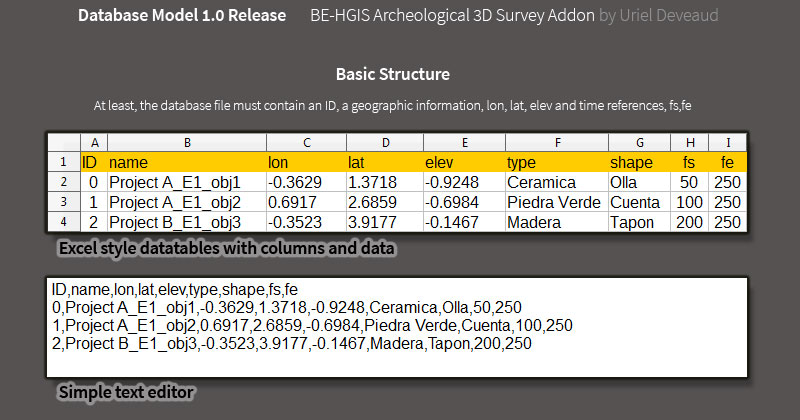 Database Model 1.0 Release BE-HGIS Archeological 3D Survey Addon by Uriel Deveaud
Basic Structure
At least, the database file must contain an ID, a geographic information, lon, lat, elev and time references, fs,fe
A B C D E F G H I
1 ID name lon lat elev type shape fs fe
2 0 Project A_E1_obj1 -0.3629 1.3718 -0.9248 Ceramica Olla 50 250
3 1 Project A_E1_obj2 0.6917 2.6859 -0.6984 Piedra Verde Cuenta 100 250
4 2 Project B_E1_obj3 -0.3523 3.9177 -0.1467 Madera Tapon 200 250
Excel style datatables with columns and data
ID,name,lon,lat,elev,type,shape,fs,fe
0,Project A_E1_obj1,-0.3629,1.3718,-0.9248,Ceramica,Olla,50,250
1,Project A_E1_obj2,0.6917,2.6859,-0.6984,Piedra Verde,Cuenta,100,250
2,Project B_E1_obj3,-0.3523,3.9177,-0.1467,Madera,Tapon,200,250
Simple text editor